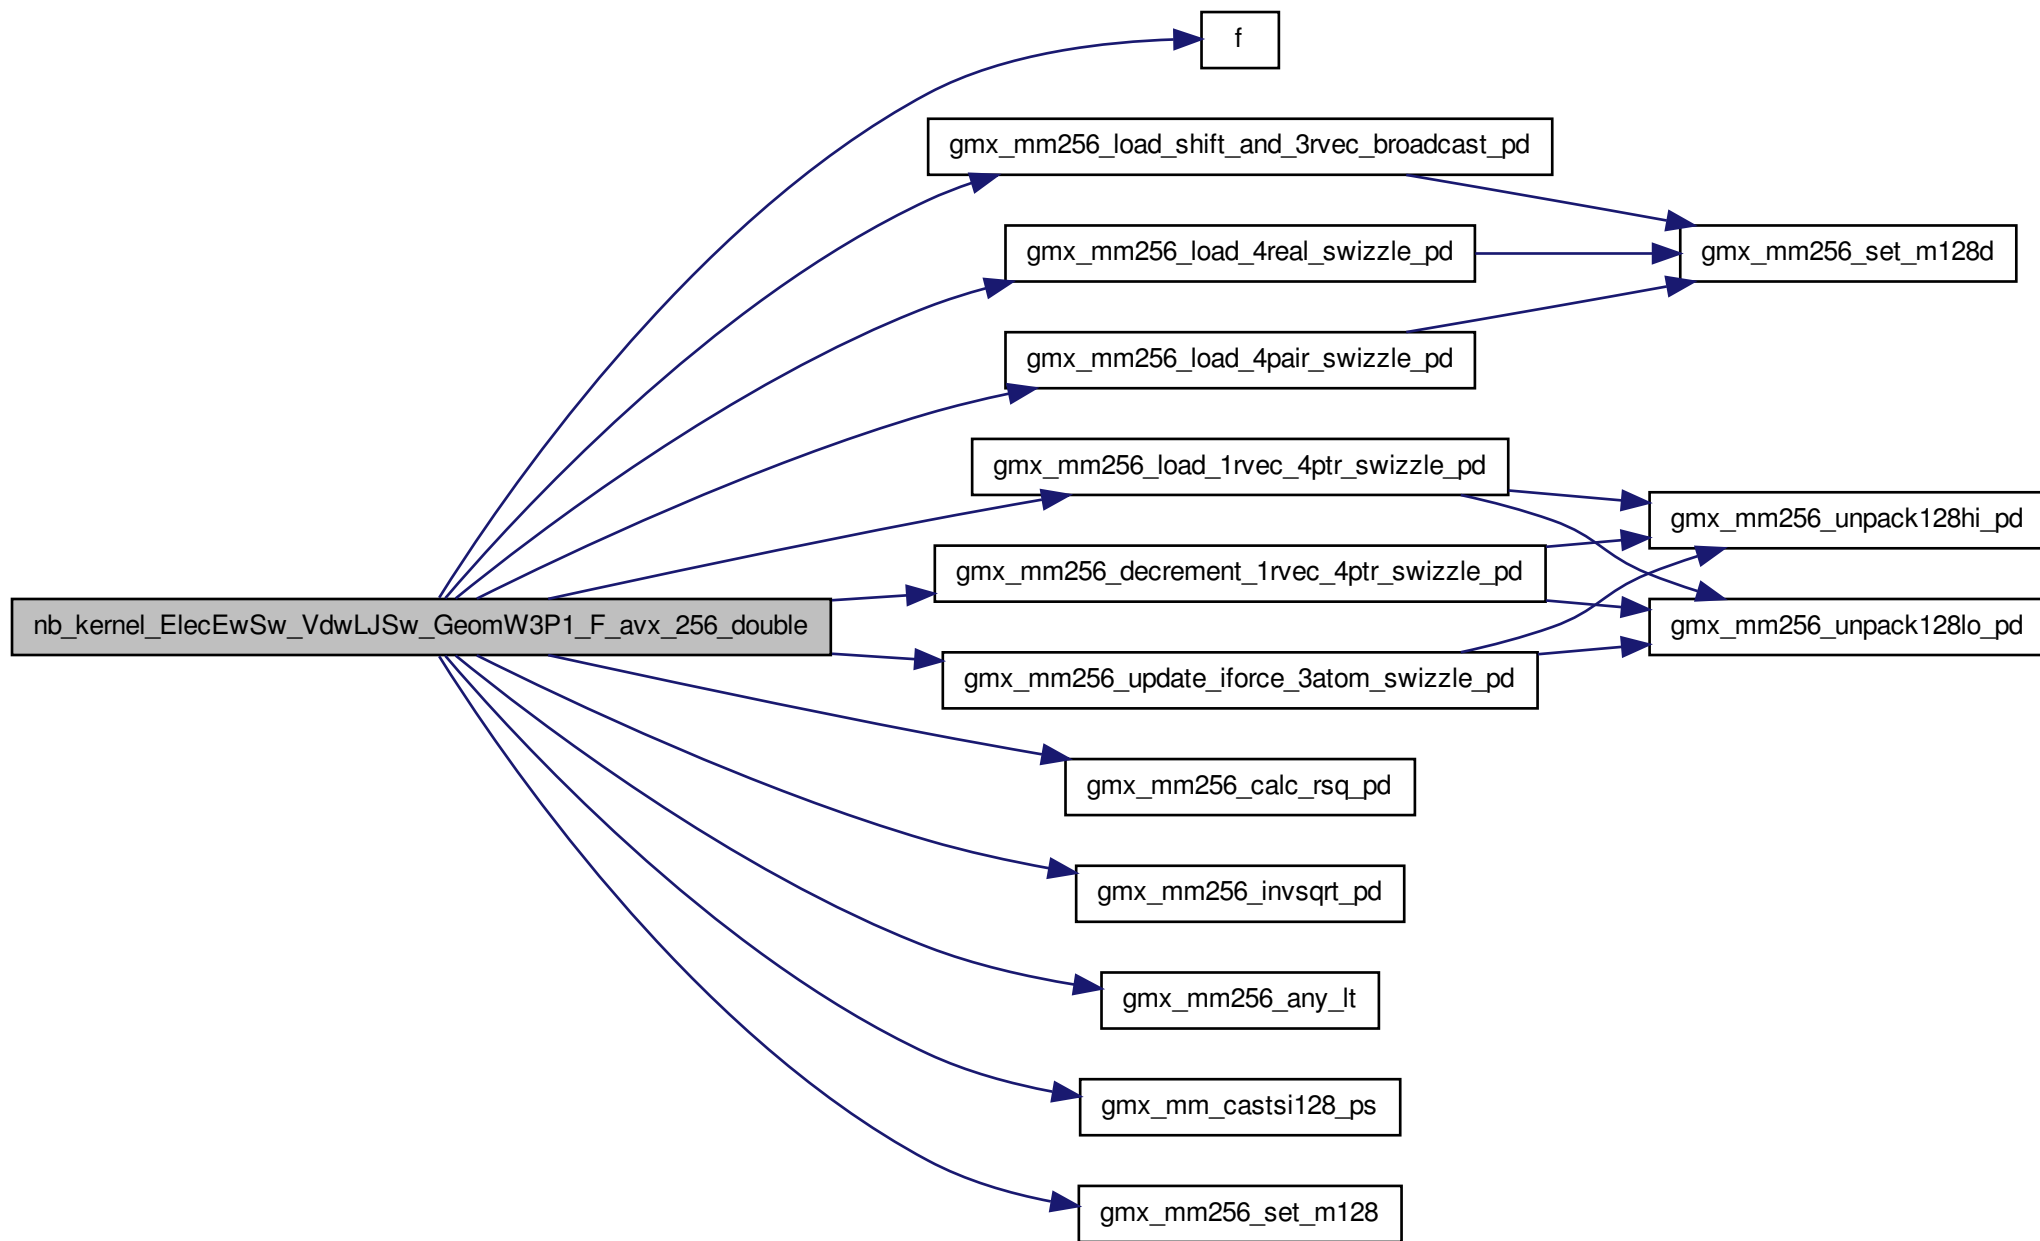 f
gmx_mm256_load_shift_and_3rvec_broadcast_pd
gmx_mm256_load_4real_swizzle_pd
gmx_mm256_set_m128d
gmx_mm256_load_4pair_swizzle_pd
gmx_mm256_load_1rvec_4ptr_swizzle_pd
gmx_mm256_unpack128hi_pd
gmx_mm256_decrement_1rvec_4ptr_swizzle_pd
nb_kernel_ElecEwSw_VdwLJSw_GeomW3P1_F_avx_256_double
gmx_mm256_unpack128lo_pd
gmx_mm256_update_iforce_3atom_swizzle_pd
gmx_mm256_calc_rsq_pd
gmx_mm256_invsqrt_pd
gmx_mm256_any_lt
gmx_mm_castsi128_ps
gmx_mm256_set_m128